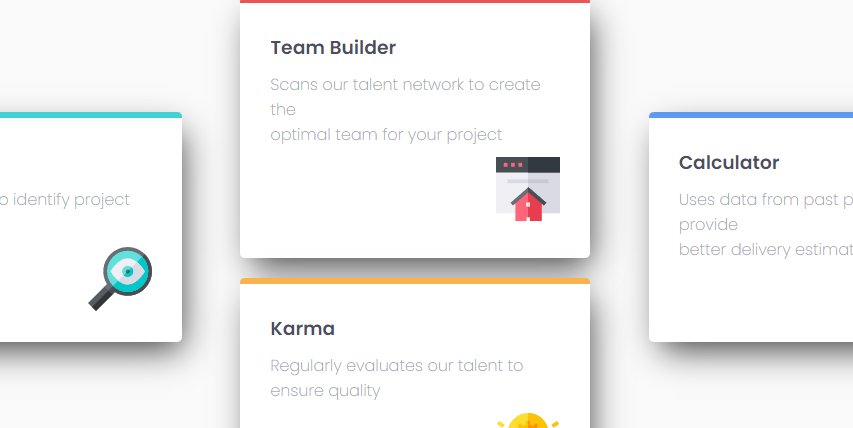 Team Builder
Scans our talent network to create
the
optimal team for your project
identify project
Karma
Regularly evaluates our talent to
ensure quality
Calculator
Uses data from past
provide
better delivery